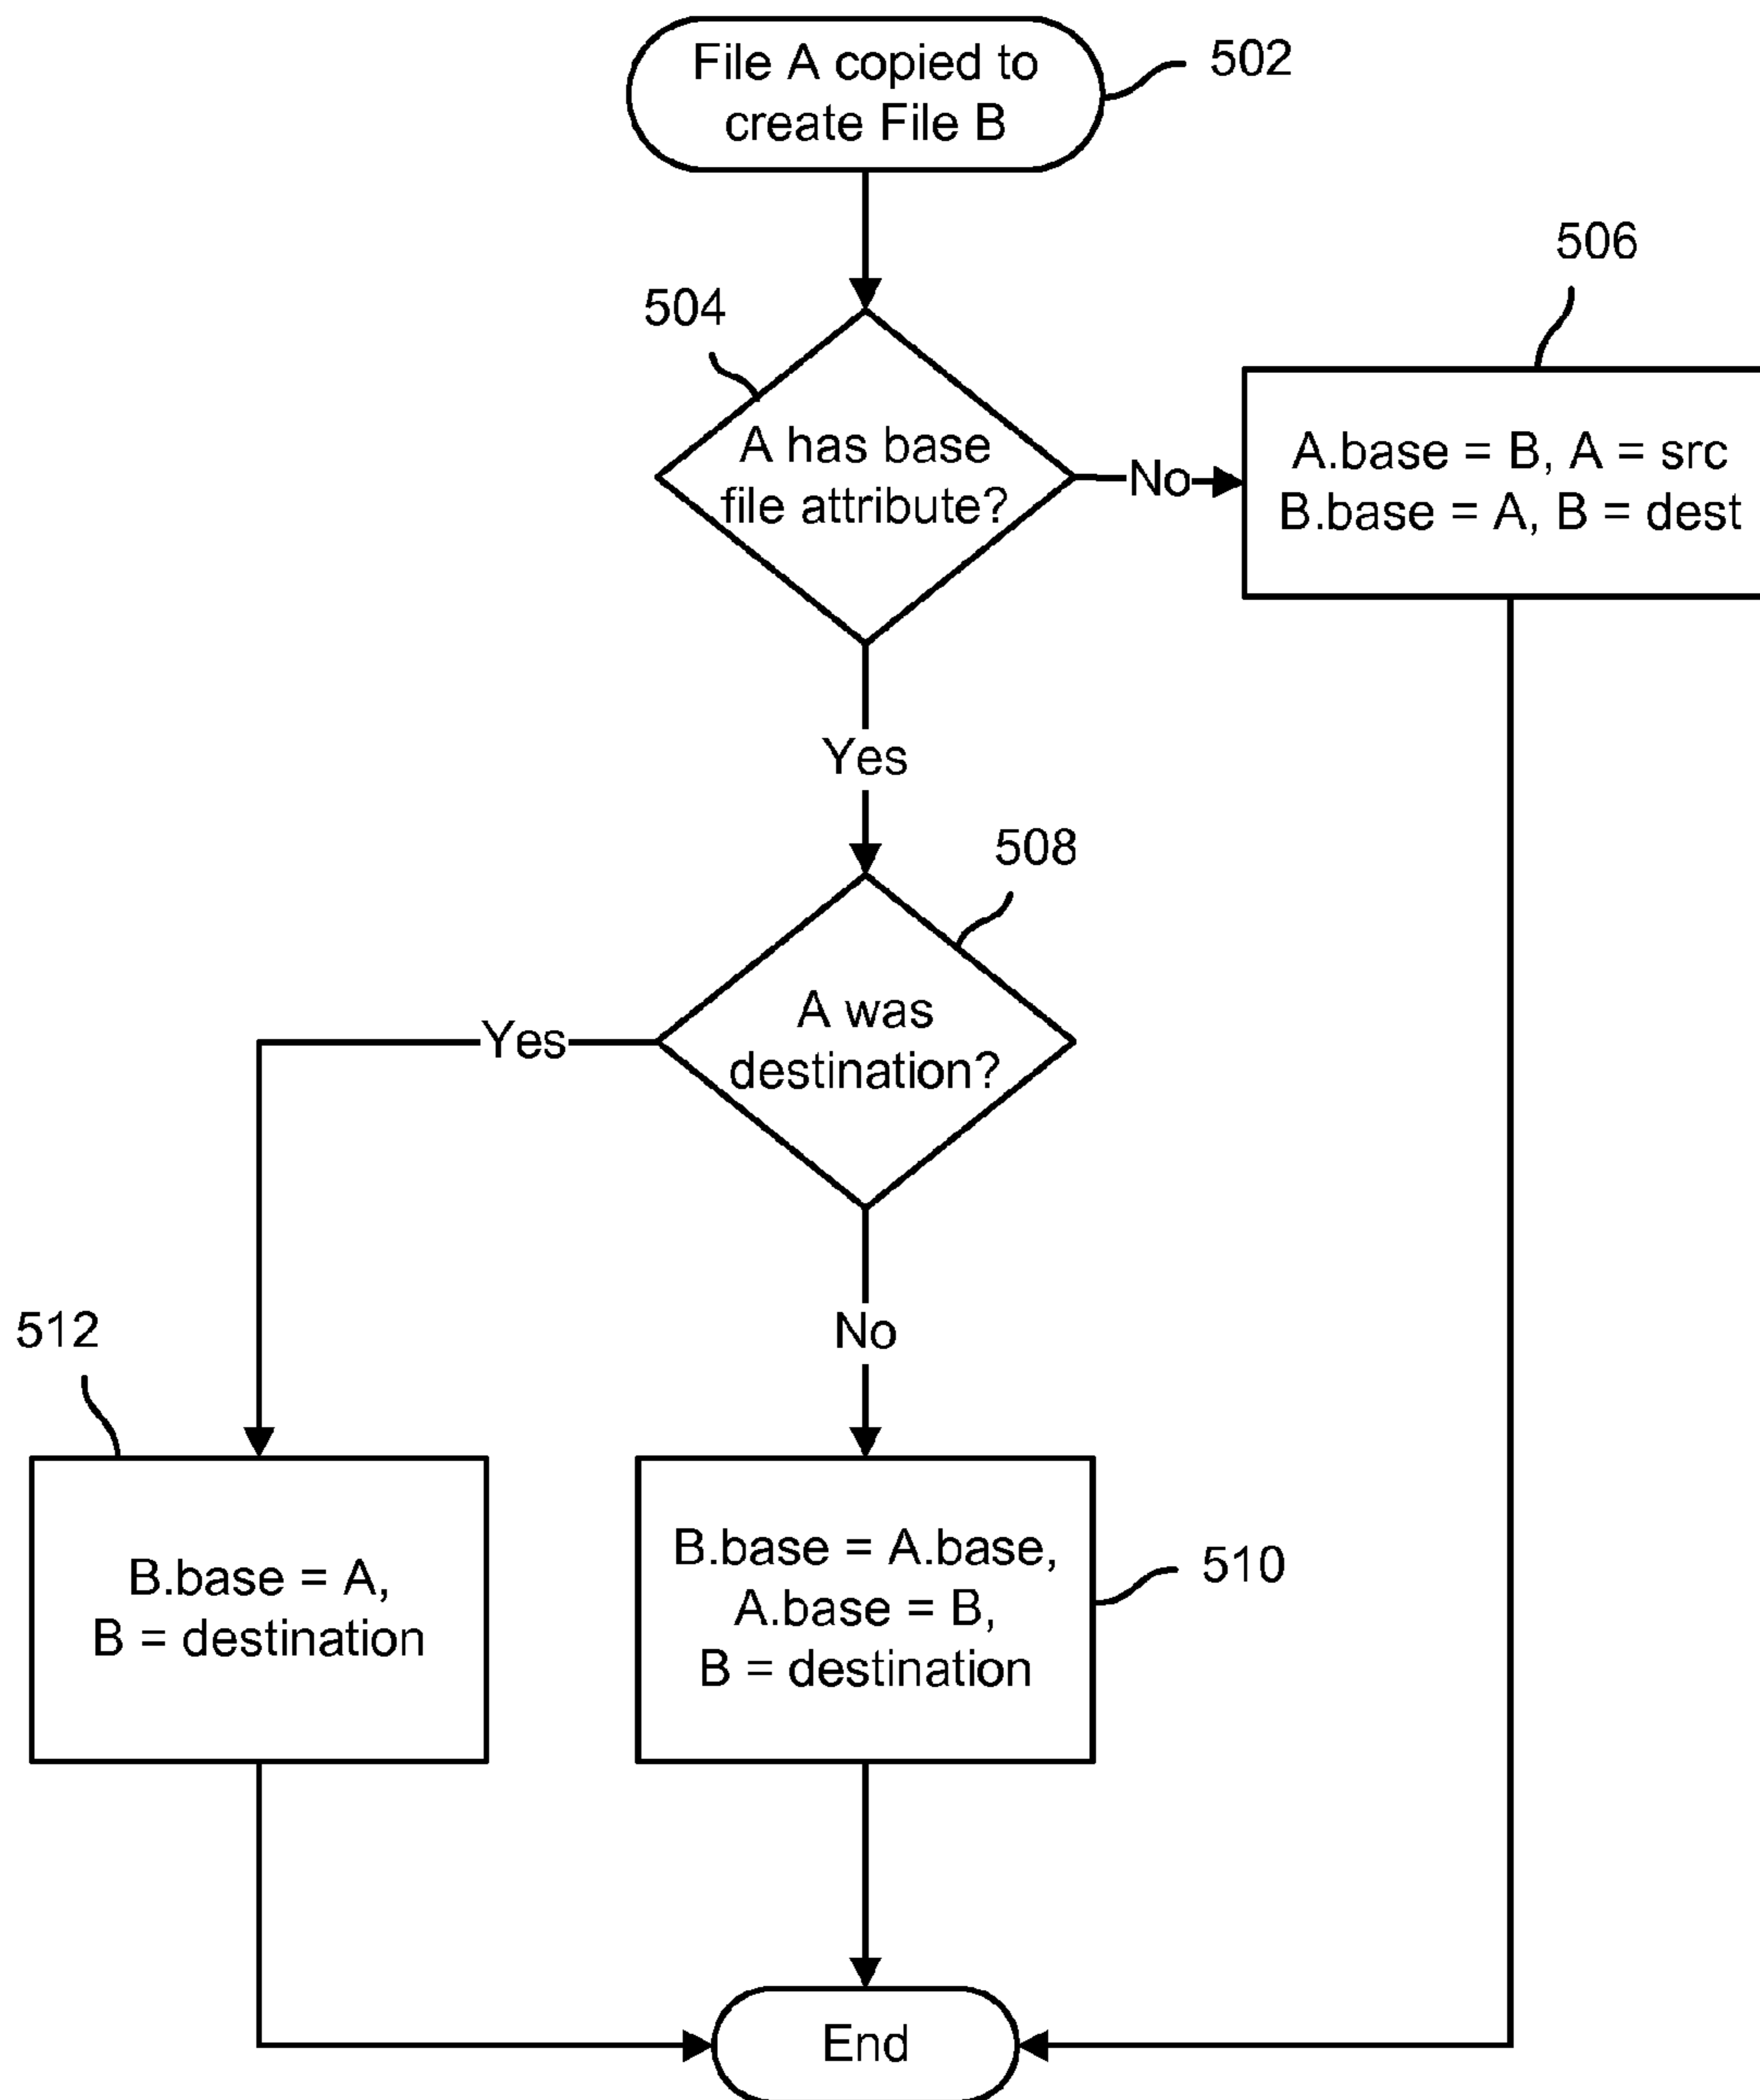 File A copied to
create File B
502
504
A has base
file attribute?
No
506
A.base = B, A = src
B.base = A, B = dest
Yes
508
A was
destination?
Yes
No
512
B.base = A,
B = destination
B.base = A.base,
A.base = B,
B = destination
510
End